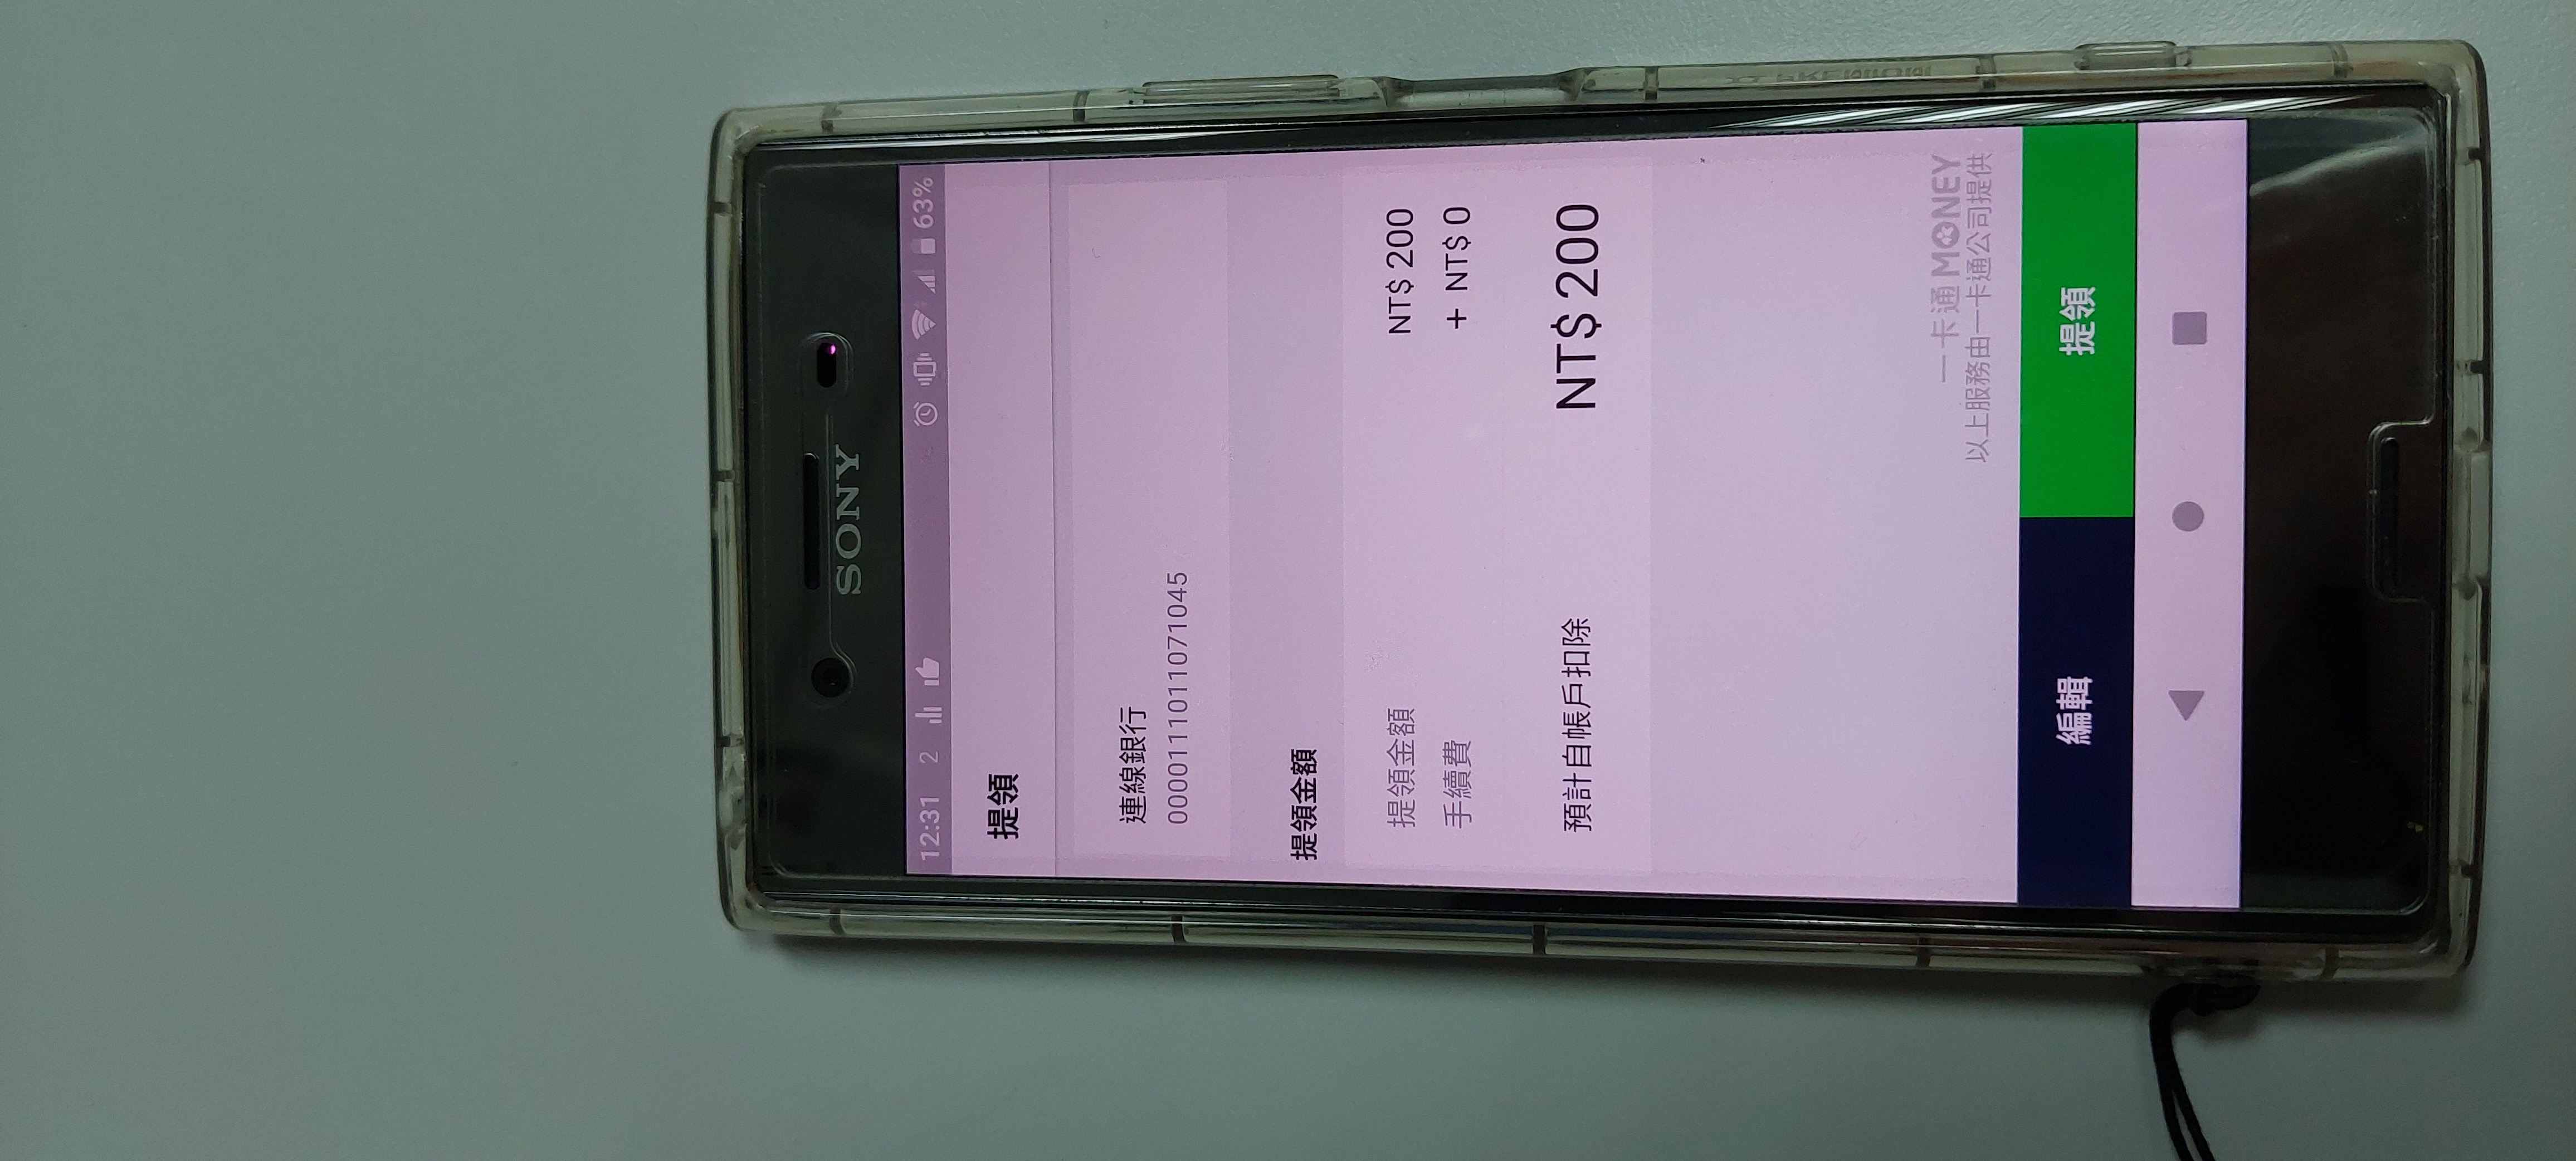 SONY
12:31 2 63%
提領
連線銀行
0000111011071045
提領金額
提領金額 NT$ 200
手續費 + NT$ 0
預計自帳戶扣除 NT$ 200
一卡通 MONEY
以上服務由一卡通公司提供
編輯 提領